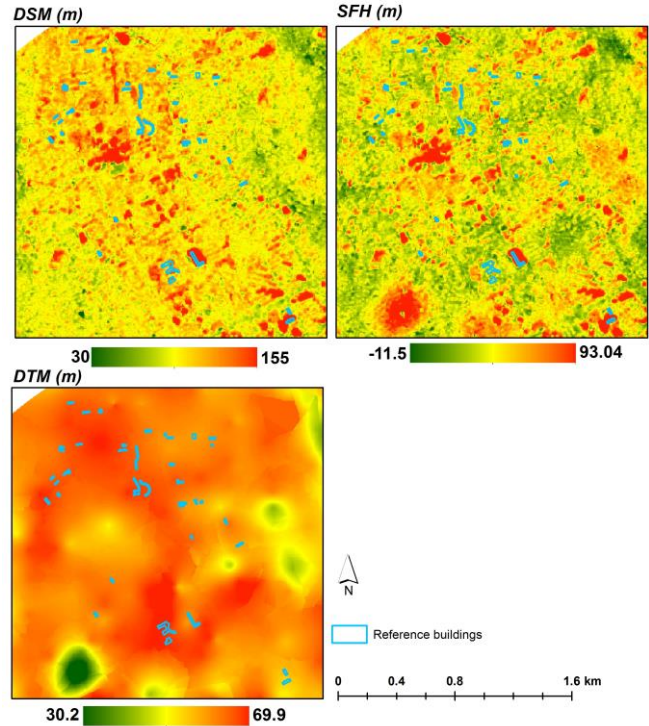 DSM (m)
SFH (m)
30 155
-11.5 93.04
DTM (m)
N
Reference buildings
30.2 69.9
0 0.4 0.8 1.6 km